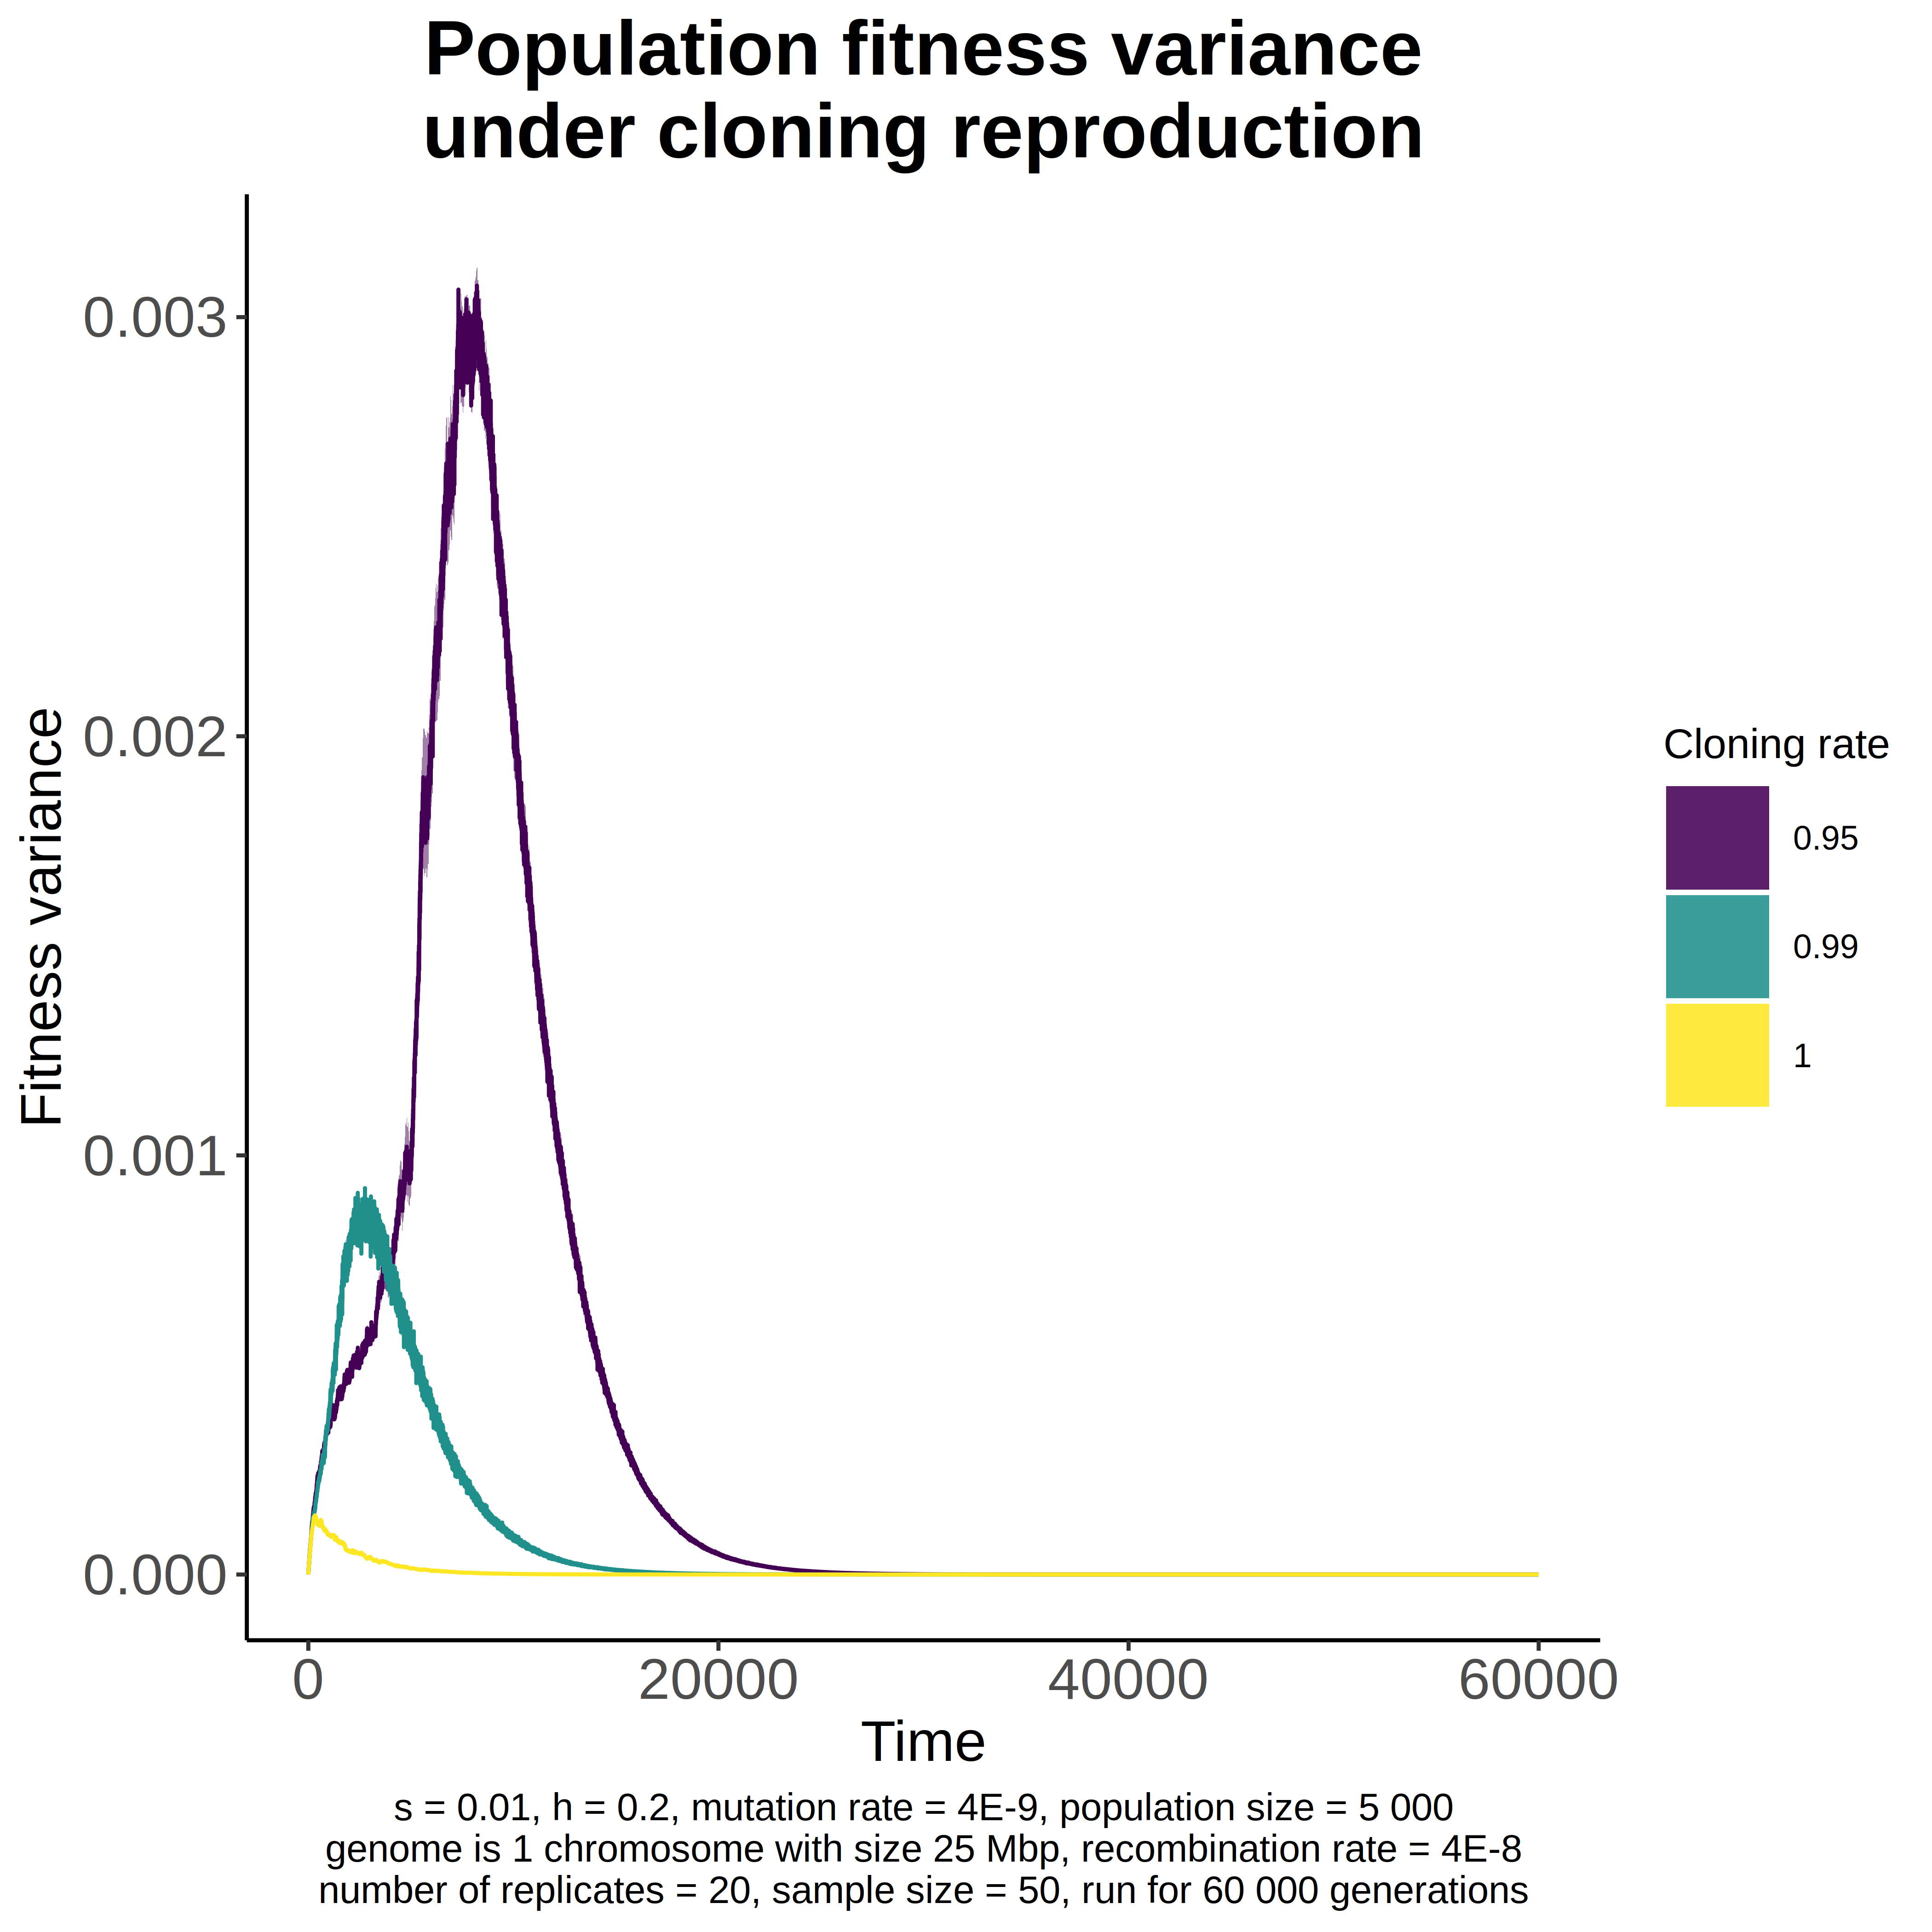 Population fitness variance
under cloning reproduction
Fitness variance
0.003
0.002
0.001
0.000
0
20000
40000
60000
Time
Cloning rate
0.95
0.99
1
s = 0.01, h = 0.2, mutation rate = 4E-9, population size = 5 000
genome is 1 chromosome with size 25 Mbp, recombination rate = 4E-8
number of replicates = 20, sample size = 50, run for 60 000 generations